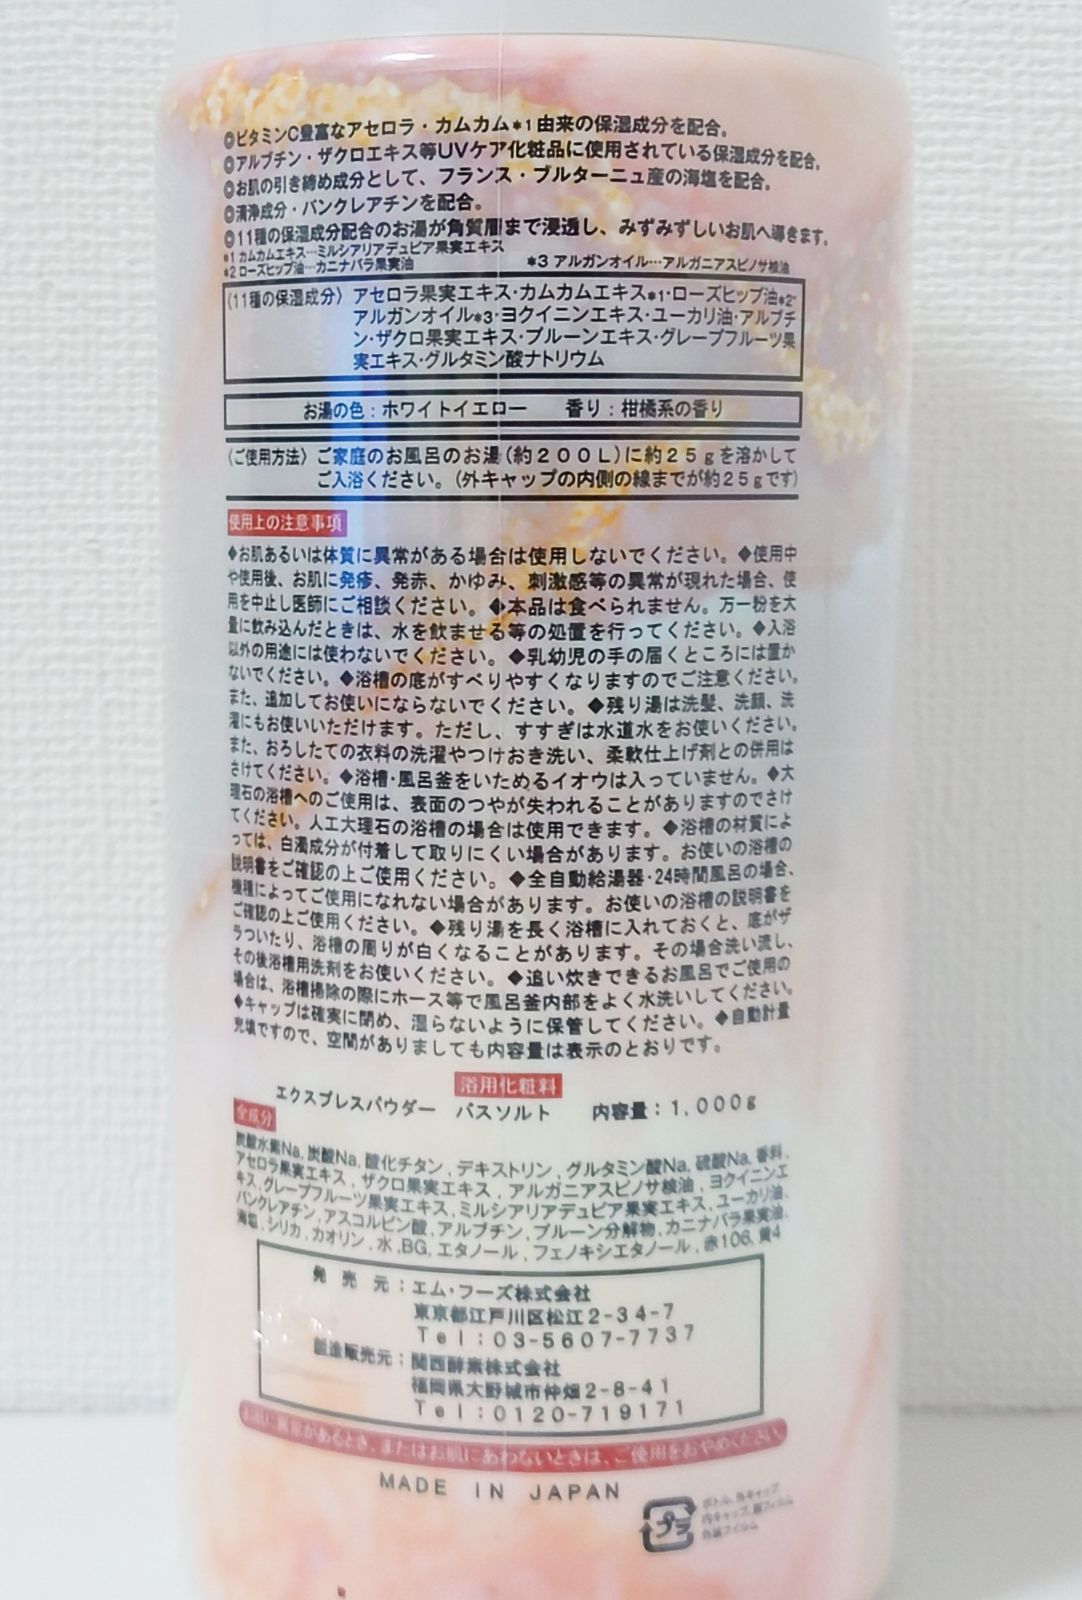 ◎ビタミンC豊富なアセロラ・カムカム*1由来の保湿成分を配合。
◎アルブチン・ザクロエキス等UVケア化粧品に使用されている保湿成分を配合。
◎お肌の引き締め成分として、フランス・ブルターニュ産の海塩を配合。
◎清浄成分・パンクレアチンを配合。
◎11種の保湿成分配合のお湯が角質層まで浸透し、みずみずしいお肌へ導きます。
*1 カムカムエキス…ミルシアリアデュビア果実エキス
*2 ローズヒップ油…カニナバラ果実油　*3 アルガンオイル…アルガニアスピノサ核油
〈11種の保湿成分〉アセロラ果実エキス・カムカムエキス*1・ローズヒップ油*2・
アルガンオイル*3・ヨクイニンエキス・ユーカリ油・アルブチ
ン・ザクロ果実エキス・プルーンエキス・グレープフルーツ果
実エキス・グルタミン酸ナトリウム
お湯の色：ホワイトイエロー　香り：柑橘系の香り
〈ご使用方法〉ご家庭のお風呂のお湯(約200L)に約25gを溶かして
ご入浴ください。(外キャップの内側の線までが約25gです)
使用上の注意事項
◆お肌あるいは体質に異常がある場合は使用しないでください。◆使用中
や使用後、お肌に発疹、発赤、かゆみ、刺激感等の異常が現れた場合、使
用を中止し医師にご相談ください。◆本品は食べられません。万一粉を大
量に飲み込んだときは、水を飲ませる等の処置を行ってください。◆入浴
以外の用途には使わないでください。◆乳幼児の手の届くところには置か
ないでください。◆浴槽の底がすべりやすくなりますのでご注意ください。
また、追加してお使いにならないでください。◆残り湯は洗髪、洗顔、洗
濯にもお使いいただけます。ただし、すすぎは水道水をお使いください。
また、おろしたての衣料の洗濯やつけおき洗い、柔軟仕上げ剤との併用は
さけてください。◆浴槽・風呂釜をいためるイオウは入っていません。◆大
理石の浴槽へのご使用は、表面のつやが失われることがありますのでさけ
てください。人工大理石の浴槽の場合は使用できます。◆浴槽の材質によ
っては、白濁成分が付着して取りにくい場合があります。お使いの浴槽の
説明書をご確認の上ご使用ください。◆全自動給湯器・24時間風呂の場合、
機種によってご使用になれない場合があります。お使いの浴槽の説明書を
ご確認の上ご使用ください。◆残り湯を長く浴槽に入れておくと、底がザ
ラついたり、浴槽の周りが白くなることがあります。その場合洗い流し、
その後浴槽用洗剤をお使いください。◆追い炊きできるお風呂でご使用の
場合は、浴槽掃除の際にホース等で風呂釜内部をよく水洗いしてください。
◆キャップは確実に閉め、湿らないように保管してください。◆自動計量
充填ですので、空間がありましても内容量は表示のとおりです。
浴用化粧料
エクスプレスパウダー　バスソルト　内容量：1,000g
全成分
炭酸水素Na, 炭酸Na, 酸化チタン, デキストリン, グルタミン酸Na, 硫酸Na, 香料,
アセロラ果実エキス, ザクロ果実エキス, アルガニアスピノサ核油, ヨクイニンエ
キス, グレープフルーツ果実エキス, ミルシアリアデュビア果実エキス, ユーカリ油,
パンクレアチン, アスコルビン酸, アルブチン, プルーン分解物, カニナバラ果実油,
海塩, シリカ, カオリン, 水, BG, エタノール, フェノキシエタノール, 赤106, 黄4
発売元：エム・フーズ株式会社
東京都江戸川区松江2-34-7
Tel：03-5607-7737
製造販売元：関西酵素株式会社
福岡県大野城市仲畑2-8-41
Tel：0120-719171
お肌に異常があるとき、またはお肌にあわないときは、ご使用をおやめください
MADE IN JAPAN
プラ
ボトル, 外キャップ
内キャップ, 蓋フィルム
外装フィルム